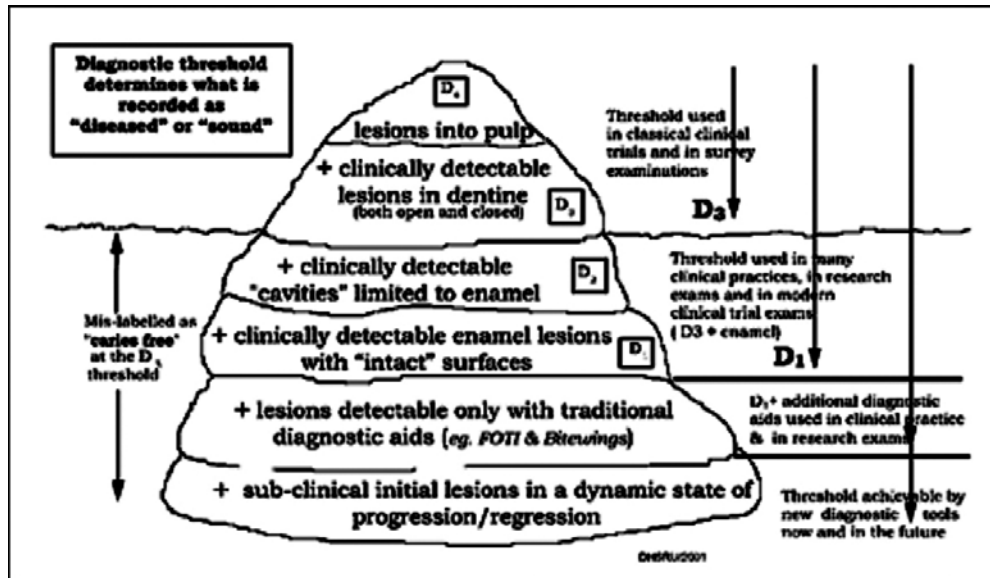 Diagnostic threshold
determines what is
recorded as
"diseased" or "sound"
D4
lesions into pulp
+ clinically detectable
lesions in dentine
(both open and closed)
D3
+ clinically detectable
"cavities" limited to enamel
D2
+ clinically detectable enamel lesions
with "intact" surfaces
D1
+ lesions detectable only with traditional
diagnostic aids (eg. FOTI & Bitewings)
+ sub-clinical initial lesions in a dynamic state of
progression/regression
Mis-labelled as
"caries free"
at the D3
threshold
Threshold used
in classical clinical
trials and in survey
examinations
D3
Threshold used in many
clinical practices, in
research
exams and in modern
clinical trial exams
( D3 + enamel)
D1
D1+ additional diagnostic
aids used in clinical practice
& in research exams
Threshold achievable by
new diagnostic tools
now and in the future
DHSRU/2001